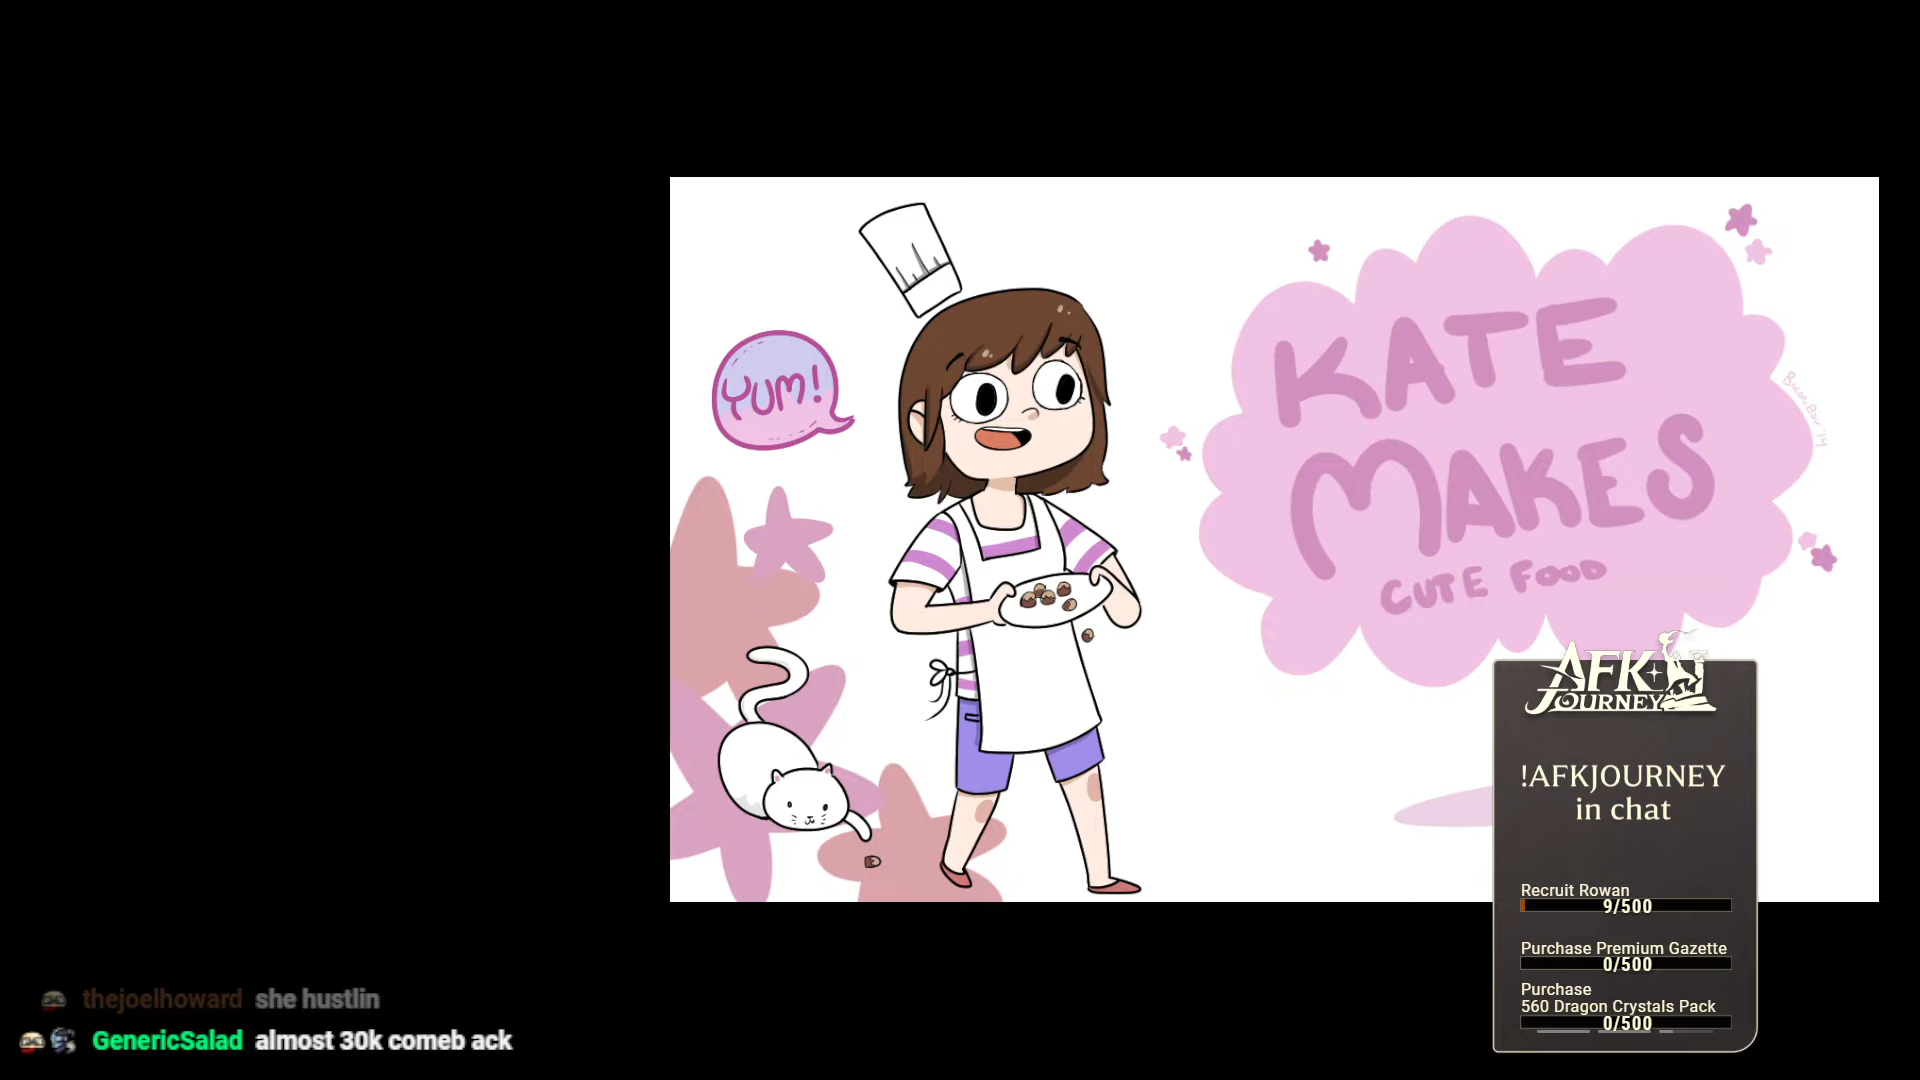 YUM!
KATE
MAKES
CUTE FOOD
AFK
JOURNEY
!AFKJOURNEY
in chat
Recruit Rowan
9/500
Purchase Premium Gazette
0/500
Purchase
560 Dragon Crystals Pack
0/500
thejoelhoward she hustlin
GenericSalad almost 30k comeb ack